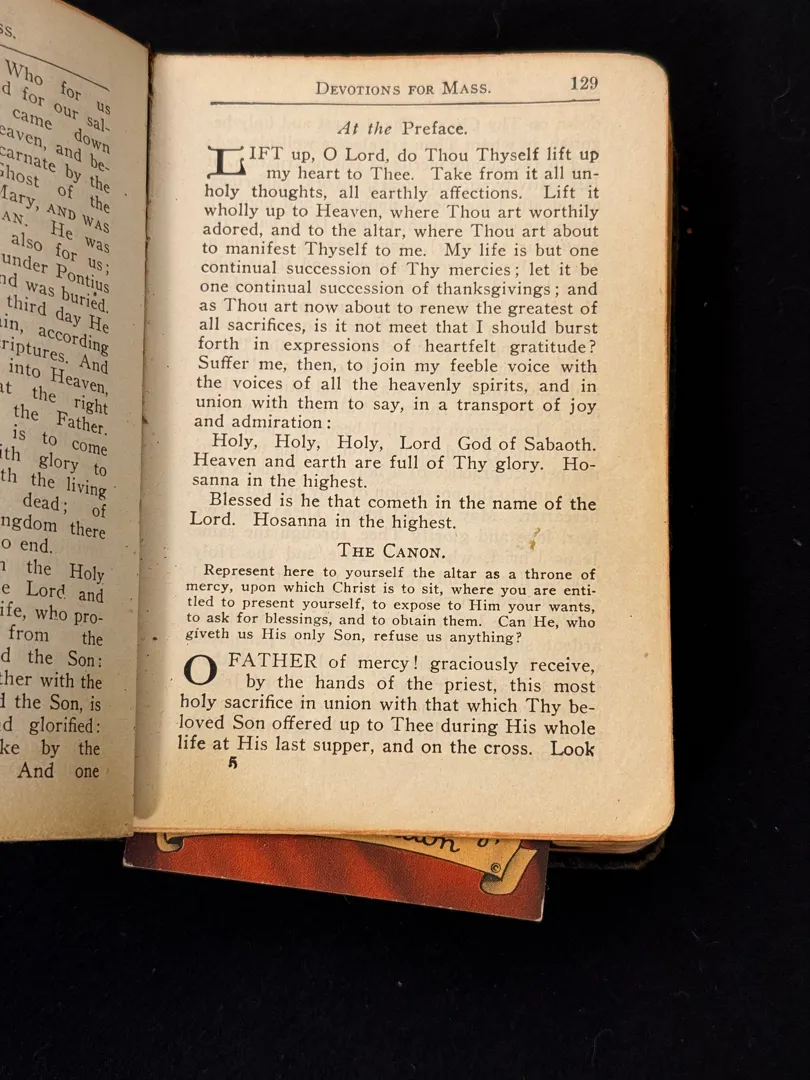 ss.
Who for us
d for our sal-
came down
eaven, and be-
carnate by the
Ghost of the
Mary, AND WAS
AN. He was
also for us;
under Pontius
nd was buried.
third day He
in, according
riptures. And
into Heaven,
at the right
the Father.
is to come
ith glory to
th the living
dead; of
ngdom there
o end.
n the Holy
e Lord and
ife, who pro-
from the
d the Son:
ther with the
d the Son, is
d glorified:
ke by the
And one
DEVOTIONS FOR MASS. 129
At the Preface.
LIFT up, O Lord, do Thou Thyself lift up
my heart to Thee. Take from it all un-
holy thoughts, all earthly affections. Lift it
wholly up to Heaven, where Thou art worthily
adored, and to the altar, where Thou art about
to manifest Thyself to me. My life is but one
continual succession of Thy mercies; let it be
one continual succession of thanksgivings; and
as Thou art now about to renew the greatest of
all sacrifices, is it not meet that I should burst
forth in expressions of heartfelt gratitude?
Suffer me, then, to join my feeble voice with
the voices of all the heavenly spirits, and in
union with them to say, in a transport of joy
and admiration:
Holy, Holy, Holy, Lord God of Sabaoth.
Heaven and earth are full of Thy glory. Ho-
sanna in the highest.
Blessed is he that cometh in the name of the
Lord. Hosanna in the highest.
THE CANON.
Represent here to yourself the altar as a throne of
mercy, upon which Christ is to sit, where you are enti-
tled to present yourself, to expose to Him your wants,
to ask for blessings, and to obtain them. Can He, who
giveth us His only Son, refuse us anything?
O FATHER of mercy! graciously receive,
by the hands of the priest, this most
holy sacrifice in union with that which Thy be-
loved Son offered up to Thee during His whole
life at His last supper, and on the cross. Look
5
©